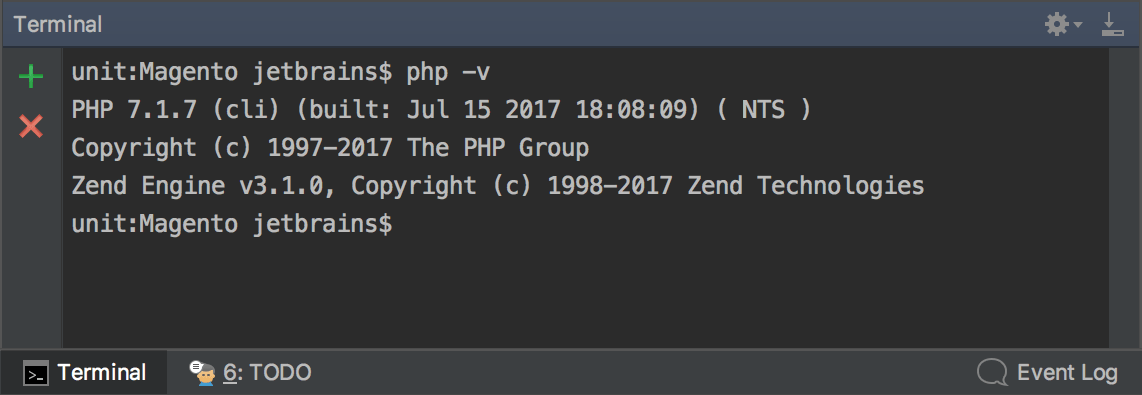 Terminal
unit:Magento jetbrains$ php -v
PHP 7.1.7 (cli) (built: Jul 15 2017 18:08:09) ( NTS )
Copyright (c) 1997-2017 The PHP Group
Zend Engine v3.1.0, Copyright (c) 1998-2017 Zend Technologies
unit:Magento jetbrains$
Terminal 6: TODO Event Log